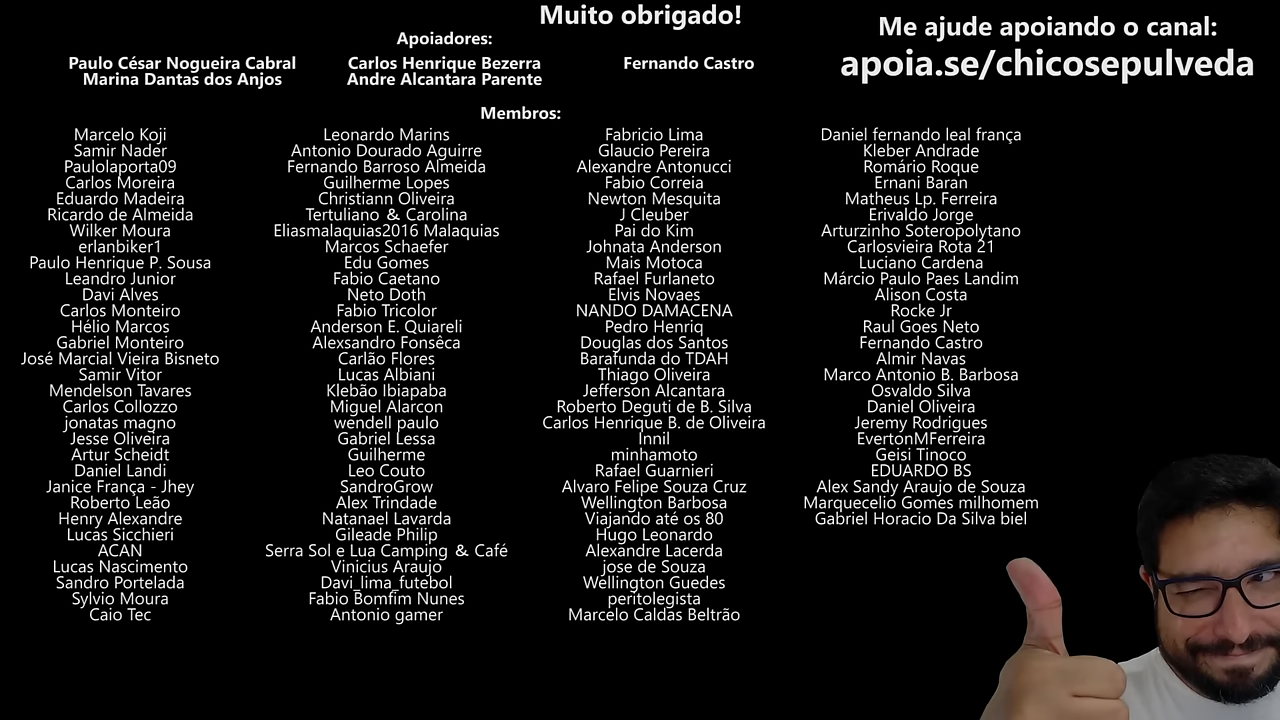 Muito obrigado!
Me ajude apoiando o canal:
apoia.se/chicosepulveda
Apoiadores:
Paulo César Nogueira Cabral
Marina Dantas dos Anjos
Carlos Henrique Bezerra
Andre Alcantara Parente
Fernando Castro
Membros:
Marcelo Koji
Samir Nader
Paulolaporta09
Carlos Moreira
Eduardo Madeira
Ricardo de Almeida
Wilker Moura
erlanbiker1
Paulo Henrique P. Sousa
Leandro Junior
Davi Alves
Carlos Monteiro
Hélio Marcos
Gabriel Monteiro
José Marcial Vieira Bisneto
Samir Vitor
Mendelson Tavares
Carlos Collozzo
jonatas magno
Jesse Oliveira
Artur Scheidt
Daniel Landi
Janice França - Jhey
Roberto Leão
Henry Alexandre
Lucas Sicchieri
ACAN
Lucas Nascimento
Sandro Portelada
Sylvio Moura
Caio Tec
Leonardo Marins
Antonio Dourado Aguirre
Fernando Barroso Almeida
Guilherme Lopes
Christiann Oliveira
Tertuliano & Carolina
Eliasmalaquias2016 Malaquias
Marcos Schaefer
Edu Gomes
Fabio Caetano
Neto Doth
Fabio Tricolor
Anderson E. Quiareli
Alexsandro Fonsêca
Carlão Flores
Lucas Albiani
Klebão Ibiapaba
Miguel Alarcon
wendell paulo
Gabriel Lessa
Guilherme
Leo Couto
SandroGrow
Alex Trindade
Natanael Lavarda
Gileade Philip
Serra Sol e Lua Camping & Café
Vinicius Araujo
Davi_lima_futebol
Fabio Bomfim Nunes
Antonio gamer
Fabricio Lima
Glaucio Pereira
Alexandre Antonucci
Fabio Correia
Newton Mesquita
J Cleuber
Pai do Kim
Johnata Anderson
Mais Motoca
Rafael Furlaneto
Elvis Novaes
NANDO DAMACENA
Pedro Henriq
Douglas dos Santos
Barafunda do TDAH
Thiago Oliveira
Jefferson Alcantara
Roberto Deguti de B. Silva
Carlos Henrique B. de Oliveira
Innil
minhamoto
Rafael Guarnieri
Alvaro Felipe Souza Cruz
Wellington Barbosa
Viajando até os 80
Hugo Leonardo
Alexandre Lacerda
jose de Souza
Wellington Guedes
peritolegista
Marcelo Caldas Beltrão
Daniel fernando leal frança
Kleber Andrade
Romário Roque
Ernani Baran
Matheus Lp. Ferreira
Erivaldo Jorge
Arturzinho Soteropolytano
Carlosvieira Rota 21
Luciano Cardena
Márcio Paulo Paes Landim
Alison Costa
Rocke Jr
Raul Goes Neto
Fernando Castro
Almir Navas
Marco Antonio B. Barbosa
Osvaldo Silva
Daniel Oliveira
Jeremy Rodrigues
EvertonMFerreira
Geisi Tinoco
EDUARDO BS
Alex Sandy Araujo de Souza
Marquecelio Gomes milhomem
Gabriel Horacio Da Silva biel